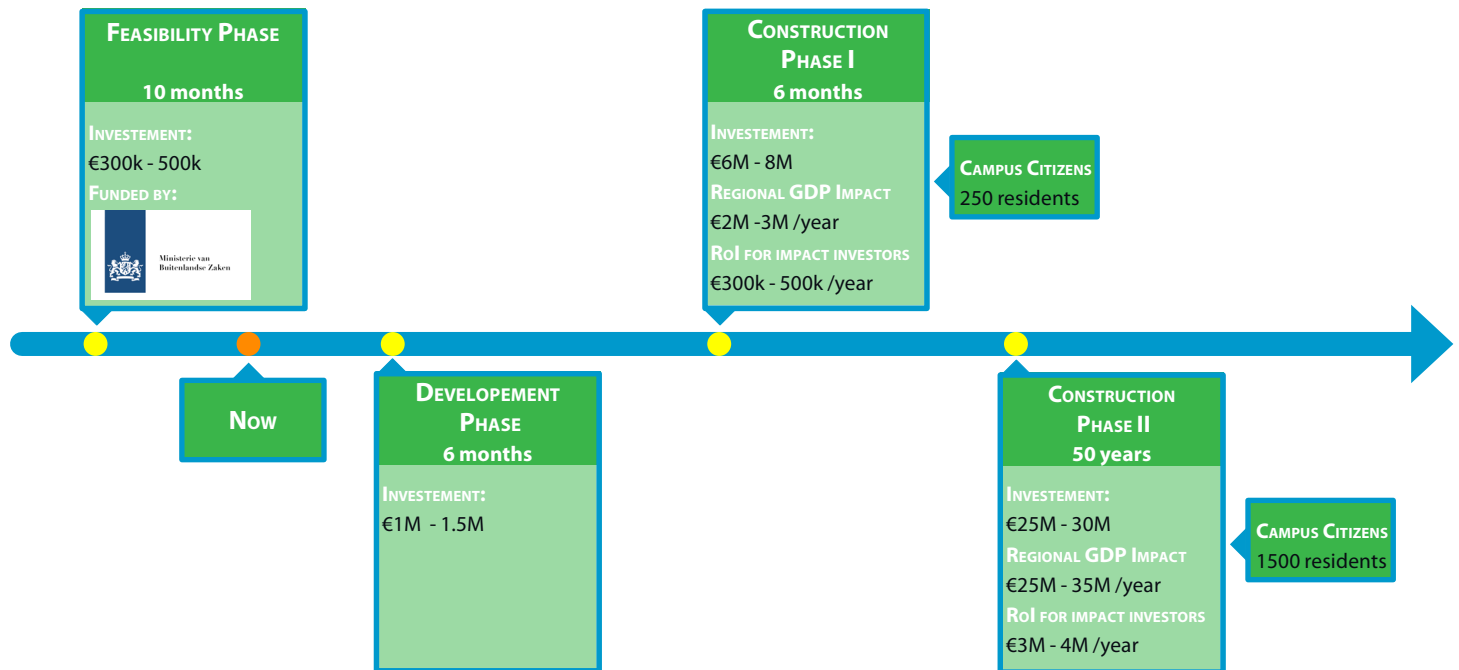 Feasibility Phase
10 months
Investement:
€300k - 500k
Funded by:
Ministerie van
Buitenlandse Zaken
Construction
Phase I
6 months
Investement:
€6M - 8M
Regional GDP Impact
€2M -3M /year
RoI for impact investors
€300k - 500k /year
Campus Citizens
250 residents
Now
Developement
Phase
6 months
Investement:
€1M - 1.5M
Construction
Phase II
50 years
Investement:
€25M - 30M
Regional GDP Impact
€25M - 35M /year
RoI for impact investors
€3M - 4M /year
Campus Citizens
1500 residents